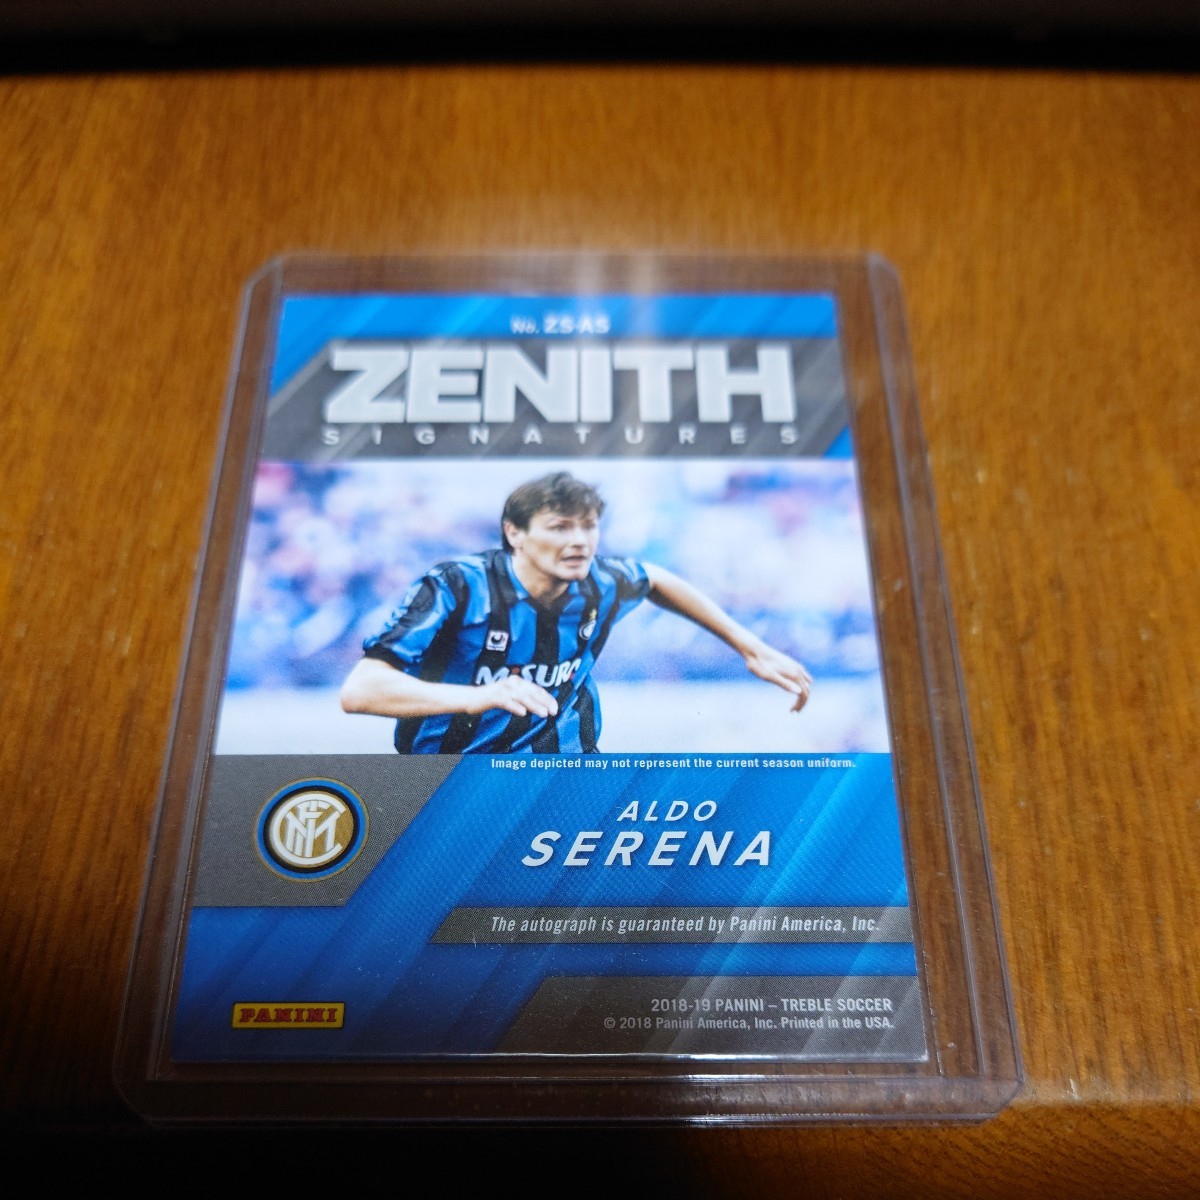 No. ZS-AS
ZENITH
SIGNATURES
MISURA
Image depicted may not represent the current season uniform.
ALDO
SERENA
The autograph is guaranteed by Panini America, Inc.
PANINI
2018-19 PANINI – TREBLE SOCCER
© 2018 Panini America, Inc. Printed in the USA.